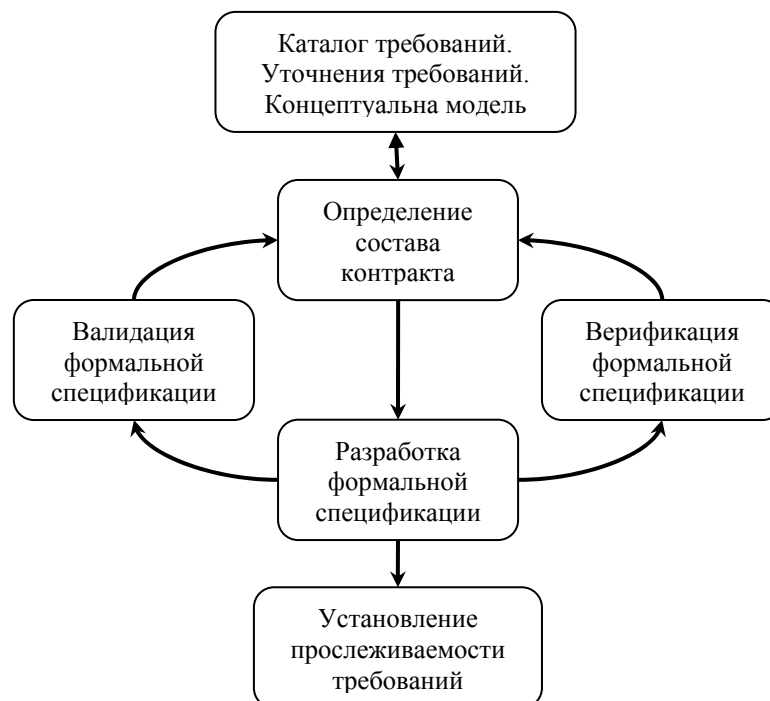 Каталог требований.
Уточнения требований.
Концептуальна модель
Определение
состава
контракта
Валидация
формальной
спецификации
Верификация
формальной
спецификации
Разработка
формальной
спецификации
Установление
прослеживаемости
требований